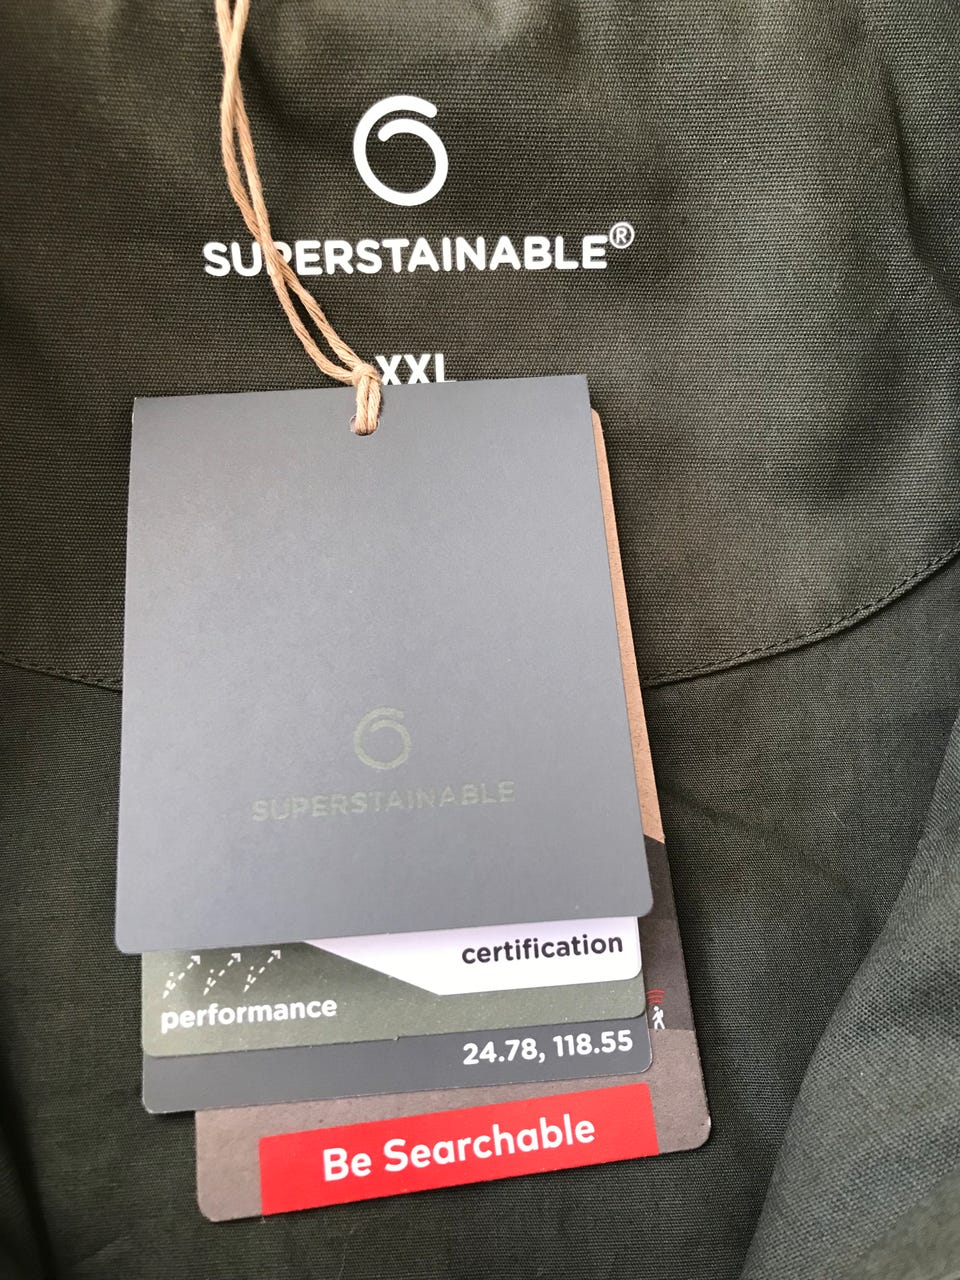 SUPERSTAINABLE®
XXL
SUPERSTAINABLE
certification
performance
24.78, 118.55
Be Searchable